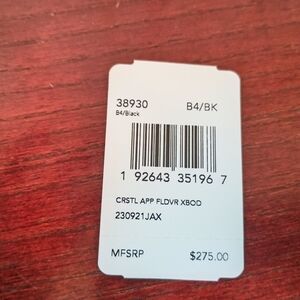 38930 B4/BK
B4/Black
1 92643 35196 7
CRSTL APP FLDVR XBOD
230921JAX
MFSRP $275.00